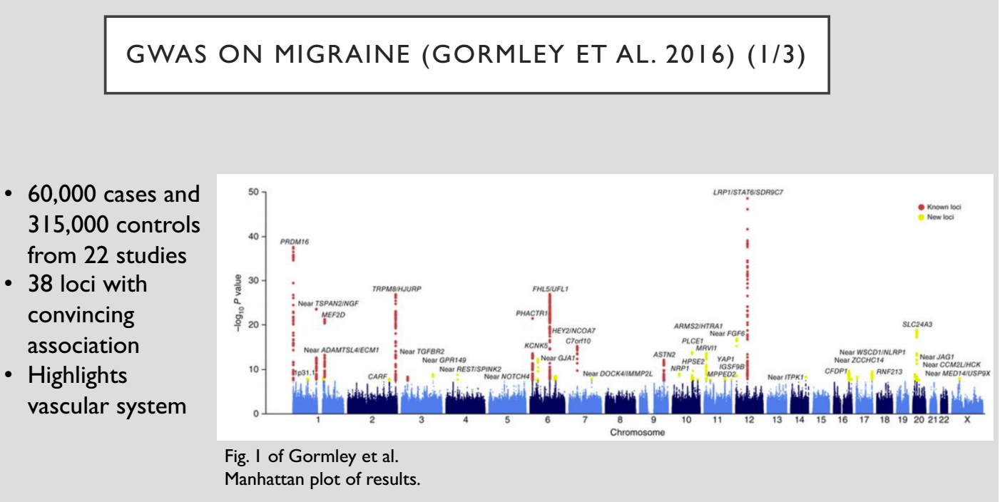 GWAS ON MIGRAINE (GORMLEY ET AL. 2016) (1/3)
• 60,000 cases and
315,000 controls
from 22 studies
• 38 loci with
convincing
association
• Highlights
vascular system
50
40
30
20
10
0
–log10 P value
LRP1/STAT6/SDR9C7
Known loci
New loci
PRDM16
TRPM8/HJURP
FHL5/UFL1
Near TSPAN2/NGF
MEF2D
PHACTR1
HEY2/NCOA7
C7orf10
KCNK5
Near GJA1
Near ADAMTSL4/ECM1
Near TGFBR2
Near GPR149
Near REST/SPINK2
Near NOTCH4
1p31.1
CARF
Near DOCK4/IMMP2L
ASTN2
ARMS2/HTRA1
Near FGF6
PLCE1
MRVI1
HPSE2
YAP1
NRP1
IGSF9B
MPPED2
Near ITPK1
SLC24A3
Near WSCD1/NLRP1
Near ZCCHC14
CFDP1
RNF213
Near JAG1
Near CCM2L/HCK
Near MED14/USP9X
1 2 3 4 5 6 7 8 9 10 11 12 13 14 15 16 17 18 19 20 21 22 X
Chromosome
Fig. 1 of Gormley et al.
Manhattan plot of results.